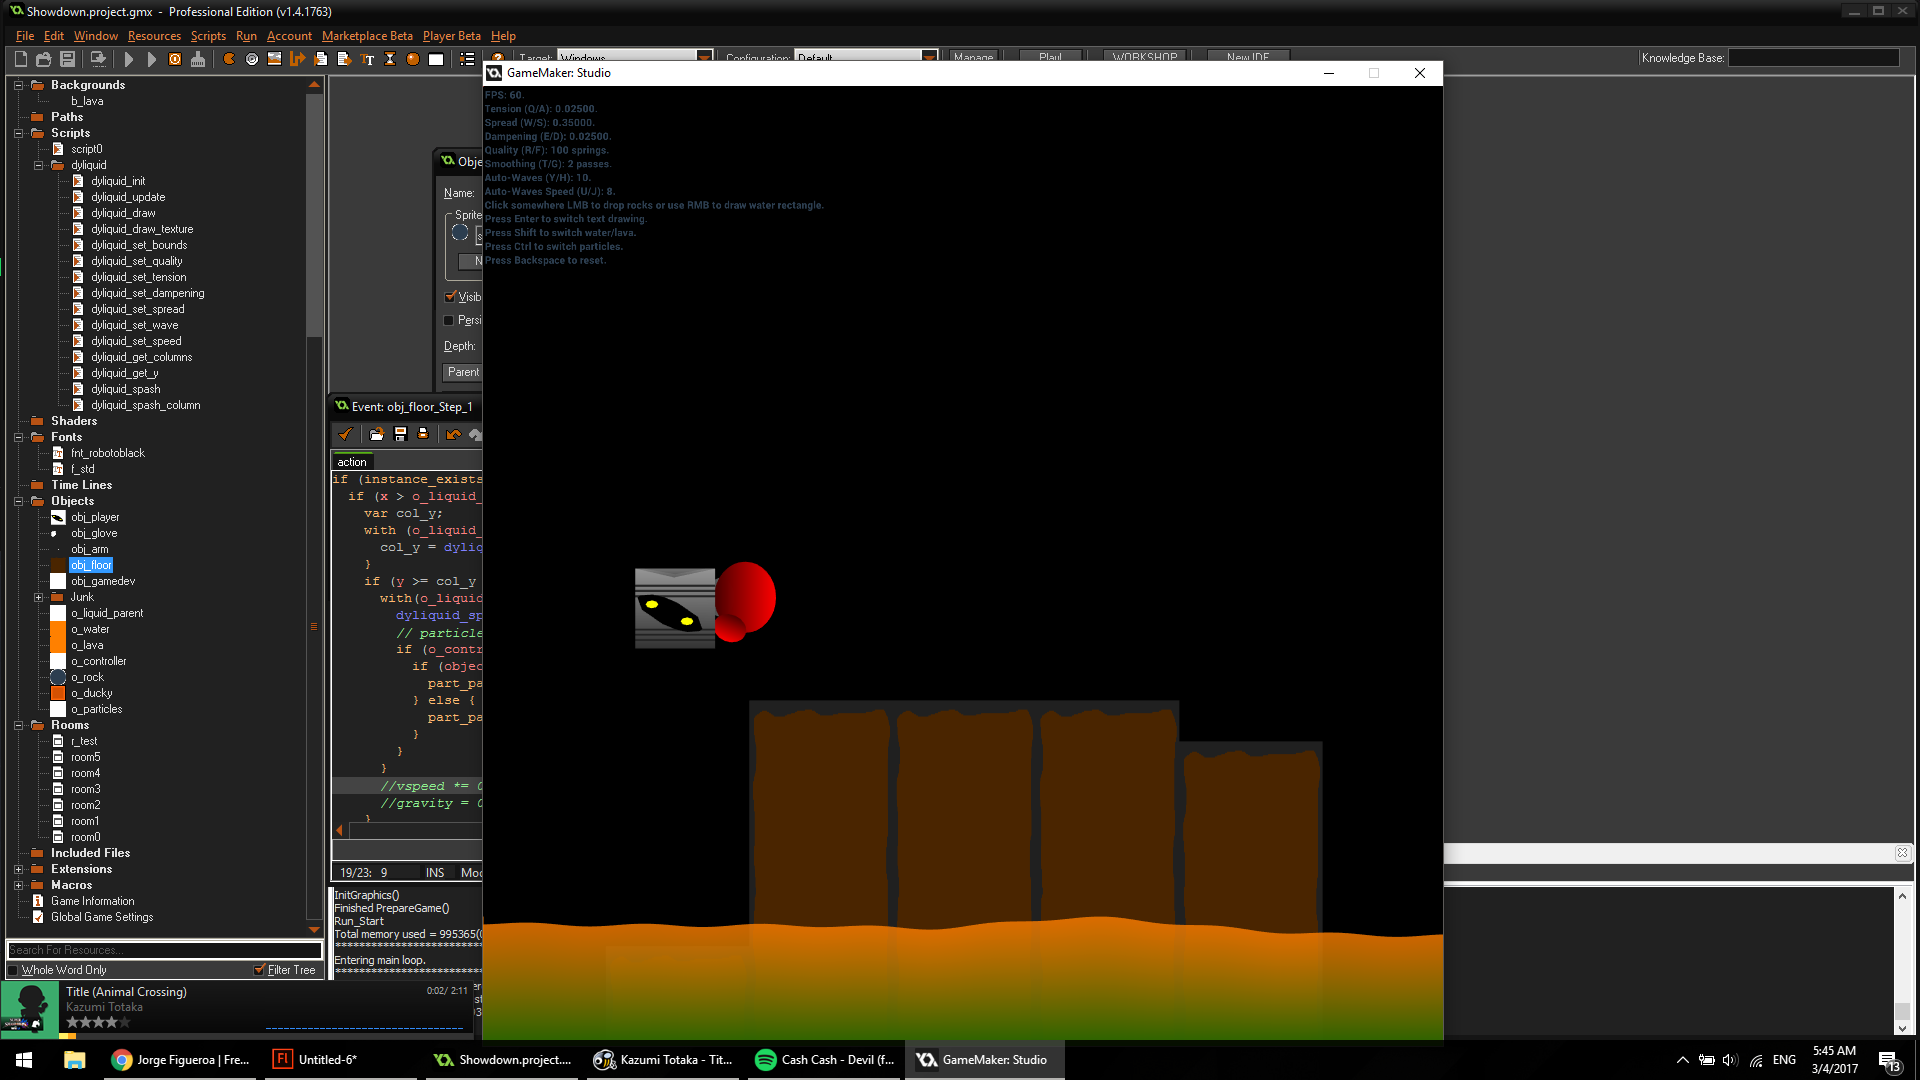 Showdown.project.gmx - Professional Edition (v1.4.1763)
File Edit Window Resources Scripts Run Account Marketplace Beta Player Beta Help
Target: Windows Configuration: Default Manage Play! WORKSHOP New IDE Knowledge Base:
Backgrounds
b_lava
Paths
Scripts
script0
dyliquid
dyliquid_init
dyliquid_update
dyliquid_draw
dyliquid_draw_texture
dyliquid_set_bounds
dyliquid_set_quality
dyliquid_set_tension
dyliquid_set_dampening
dyliquid_set_spread
dyliquid_set_wave
dyliquid_set_speed
dyliquid_get_columns
dyliquid_get_y
dyliquid_spash
dyliquid_spash_column
Shaders
Fonts
fnt_robotoblack
f_std
Time Lines
Objects
obj_player
obj_glove
obj_arm
obj_floor
obj_gamedev
Junk
o_liquid_parent
o_water
o_lava
o_controller
o_rock
o_ducky
o_particles
Rooms
r_test
room5
room4
room3
room2
room1
room0
Included Files
Extensions
Macros
Game Information
Global Game Settings
Search For Resources...
Whole Word Only Filter Tree
Title (Animal Crossing) 0:02/ 2:11
Kazumi Totaka
Obje
Name:
Sprite
N
Visib
Persi
Depth:
Parent
Event: obj_floor_Step_1
action
if (instance_exists
if (x > o_liquid_
var col_y;
with (o_liquid_
col_y = dyliq
}
if (y >= col_y
with(o_liquid
dyliquid_sp
// particle
if (o_contr
if (objec
part_pa
} else {
part_pa
}
}
}
//vspeed *= 0
//gravity = 0
}
19/23: 9 INS Mod
InitGraphics()
Finished PrepareGame()
Run_Start
Total memory used = 995365(
**************************
Entering main loop.
**************************
GameMaker: Studio
FPS: 60.
Tension (Q/A): 0.02500.
Spread (W/S): 0.35000.
Dampening (E/D): 0.02500.
Quality (R/F): 100 springs.
Smoothing (T/G): 2 passes.
Auto-Waves (Y/H): 10.
Auto-Waves Speed (U/J): 8.
Click somewhere LMB to drop rocks or use RMB to draw water rectangle.
Press Enter to switch text drawing.
Press Shift to switch water/lava.
Press Ctrl to switch particles.
Press Backspace to reset.
Jorge Figueroa | Fre... Untitled-6* Showdown.project.... Kazumi Totaka - Tit... Cash Cash - Devil (f... GameMaker: Studio
ENG 5:45 AM
3/4/2017
13